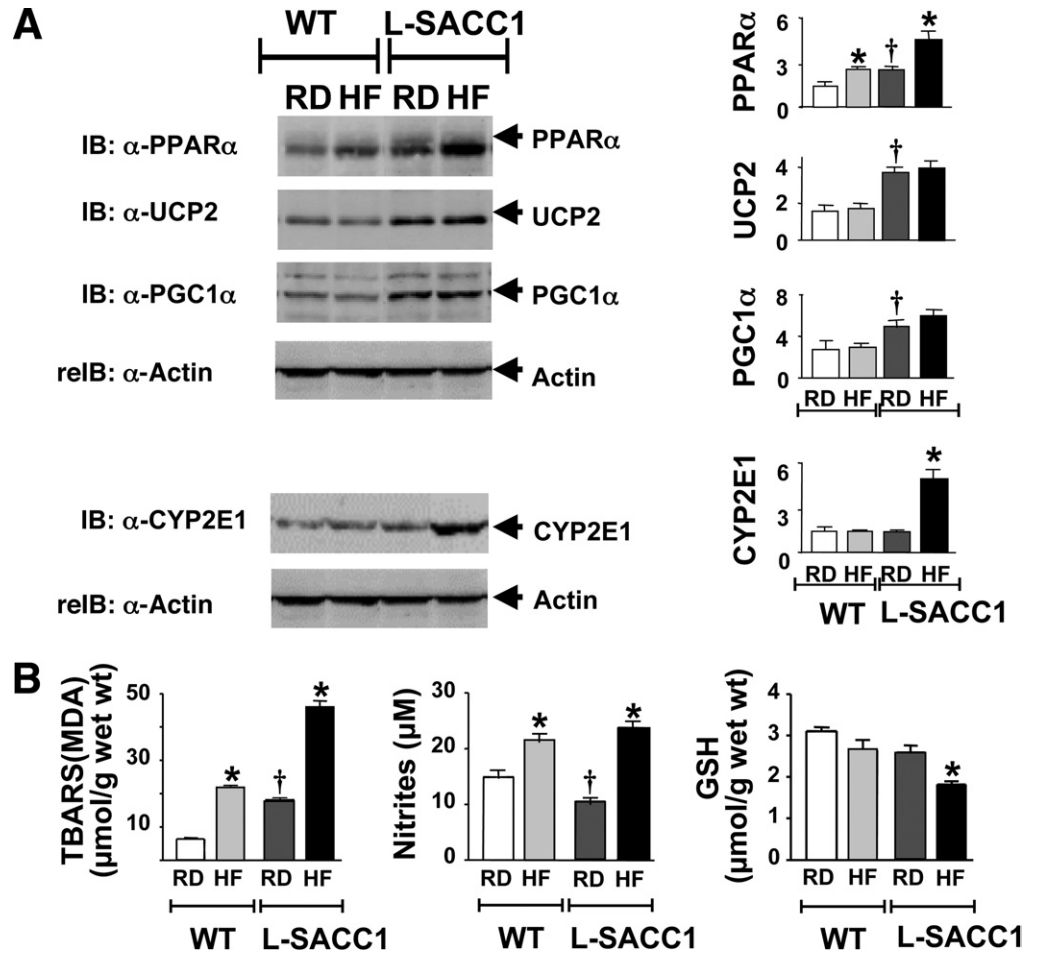 A
WT L-SACC1
RD HF RD HF
IB: α-PPARα PPARα
IB: α-UCP2 UCP2
IB: α-PGC1α PGC1α
reIB: α-Actin Actin
IB: α-CYP2E1 CYP2E1
reIB: α-Actin Actin
PPARα
6
3
0
* † *
UCP2
4
2
0
†
PGC1α
8
4
0
†
RD HF RD HF
CYP2E1
6
3
0
*
RD HF RD HF
WT L-SACC1
B
TBARS(MDA)
(µmol/g wet wt)
50
30
10
* † *
RD HF RD HF
WT L-SACC1
Nitrites (µM)
30
20
10
0
* † *
RD HF RD HF
WT L-SACC1
GSH
(µmol/g wet wt)
4
3
2
1
0
*
RD HF RD HF
WT L-SACC1